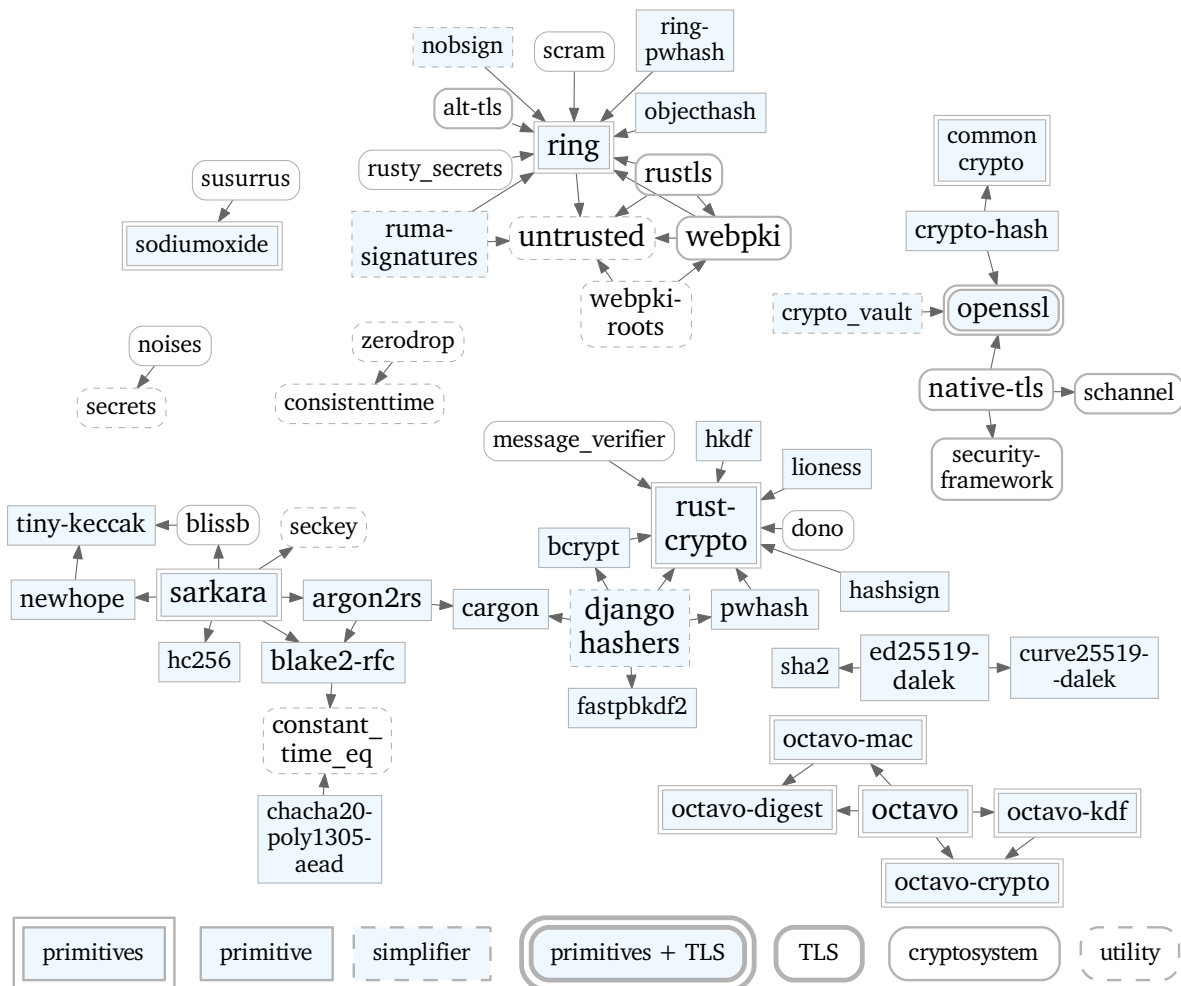 nobsign
scram
ring-
pwhash
alt-tls
objecthash
ring
rusty_secrets
rustls
common
crypto
susurrus
sodiumoxide
ruma-
signatures
untrusted
webpki
crypto-hash
webpki-
roots
crypto_vault
openssl
noises
zerodrop
secrets
consistenttime
native-tls
schannel
message_verifier
hkdf
lioness
security-
framework
tiny-keccak
blissb
seckey
rust-
crypto
dono
bcrypt
newhope
sarkara
argon2rs
cargon
django
hashers
pwhash
hashsign
hc256
blake2-rfc
sha2
ed25519-
dalek
curve25519-
-dalek
fastpbkdf2
constant_
time_eq
octavo-mac
chacha20-
poly1305-
aead
octavo-digest
octavo
octavo-kdf
octavo-crypto
primitives
primitive
simplifier
primitives + TLS
TLS
cryptosystem
utility